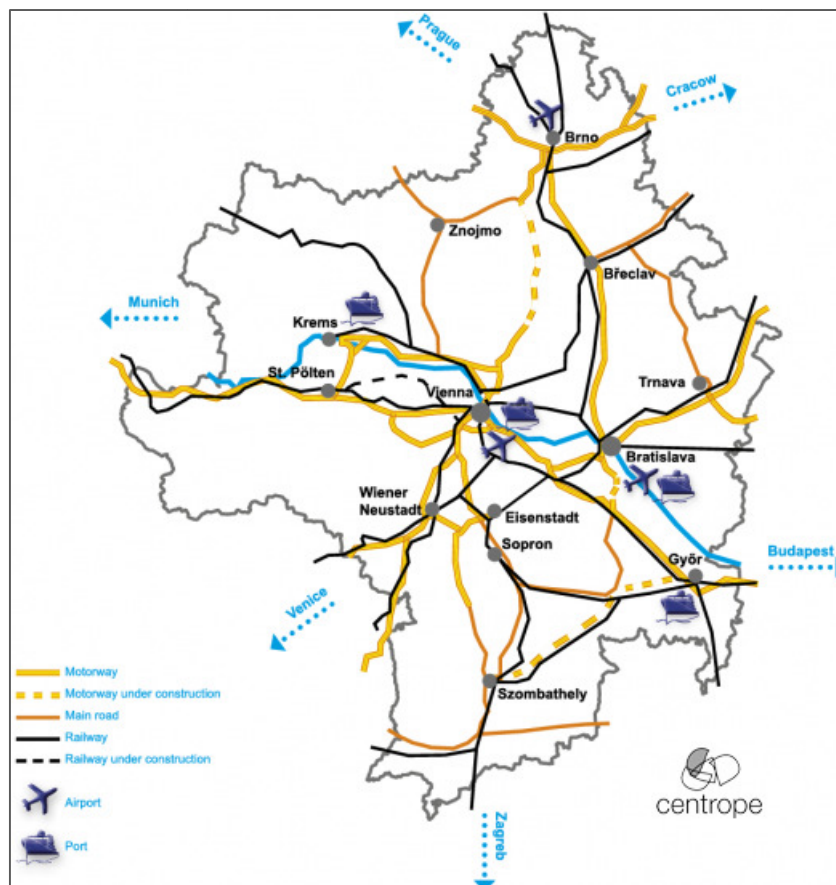 Prague
Cracow
Brno
Znojmo
Břeclav
Munich
Krems
St. Pölten
Vienna
Trnava
Bratislava
Wiener
Neustadt
Eisenstadt
Sopron
Györ
Budapest
Venice
Szombathely
Motorway
Motorway under construction
Main road
Railway
Railway under construction
Airport
Port
centrope
Zagreb